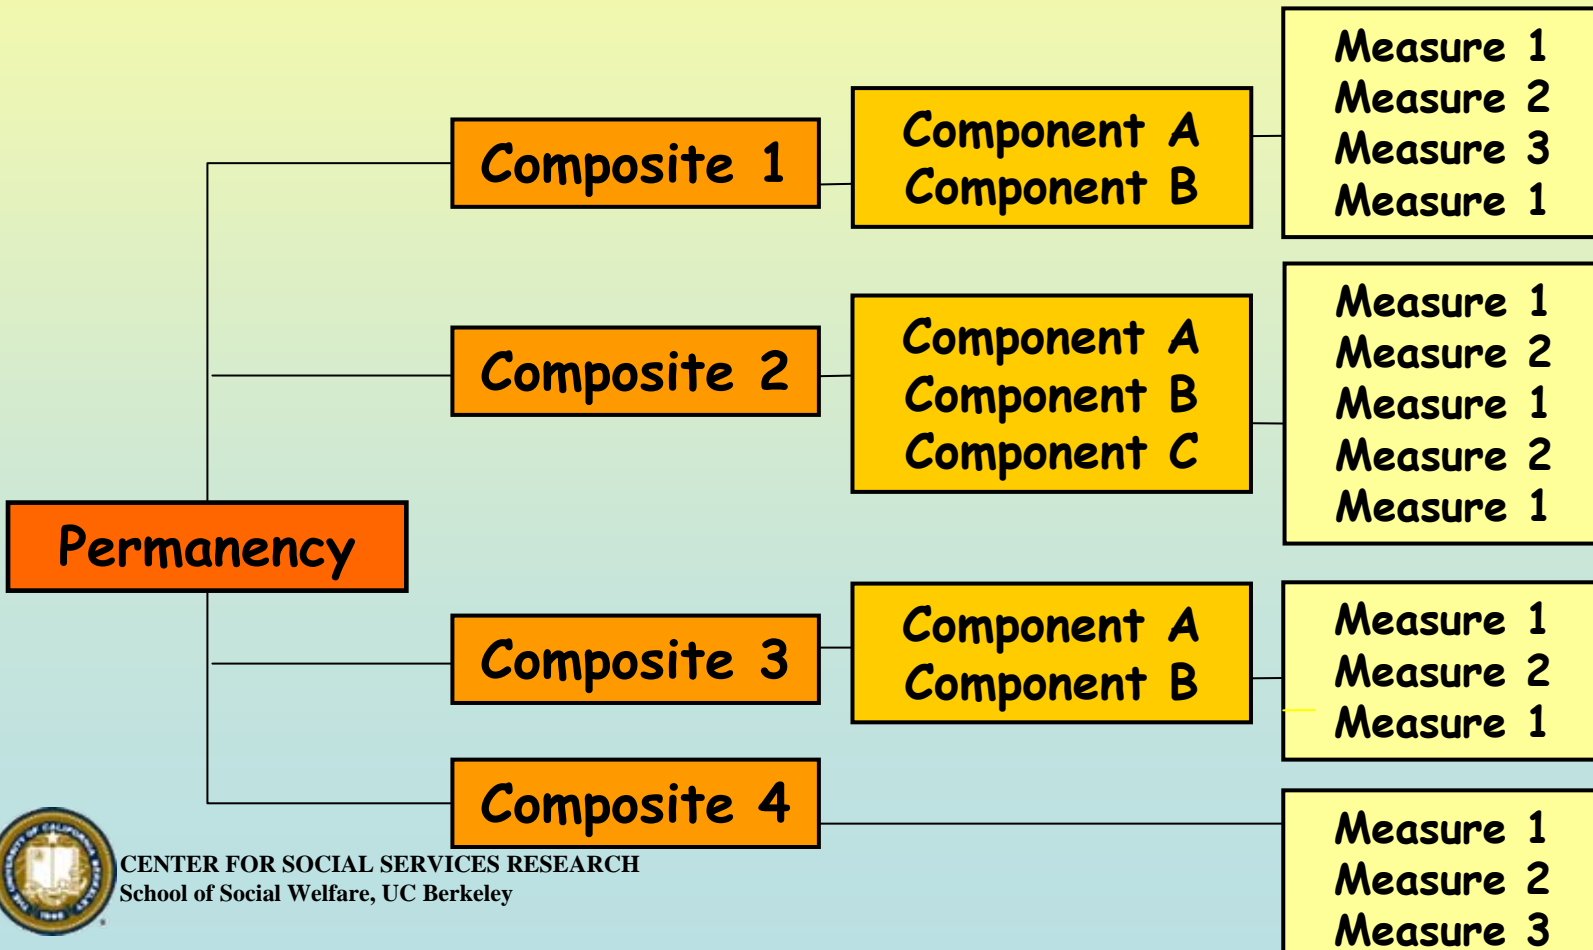 Permanency
Composite 1
Component A
Component B
Measure 1
Measure 2
Measure 3
Measure 1
Composite 2
Component A
Component B
Component C
Measure 1
Measure 2
Measure 1
Measure 2
Measure 1
Composite 3
Component A
Component B
Measure 1
Measure 2
Measure 1
Composite 4
Measure 1
Measure 2
Measure 3
CENTER FOR SOCIAL SERVICES RESEARCH
School of Social Welfare, UC Berkeley